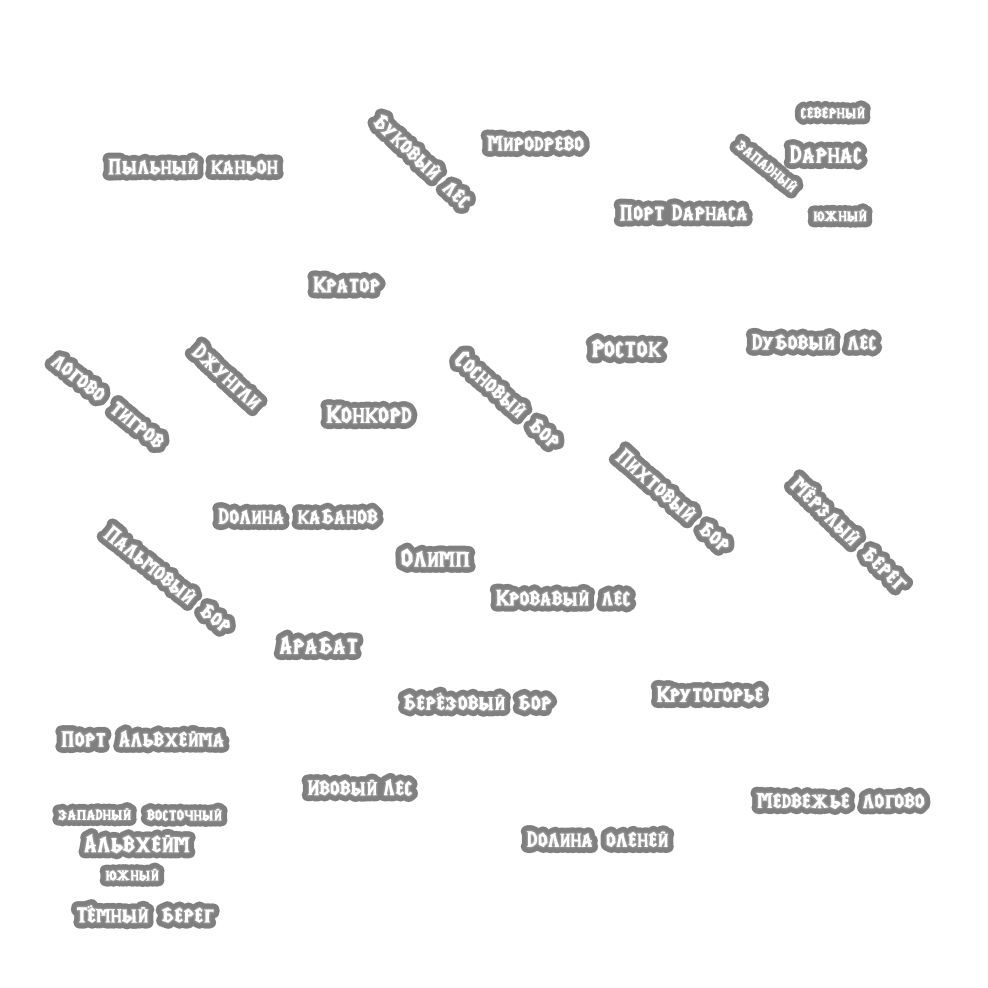 Северный
Буковый лес
Миродрево
Западный
Дарнас
Пыльный каньон
Порт Дарнаса
Южный
Кратор
Логово тигров
Джунгли
Сосновый бор
Росток
Дубовый лес
Конкорд
Пихтовый бор
Мёрзлый берег
Долина кабанов
Пальмовый бор
Олимп
Кровавый лес
Арабат
Берёзовый бор
Крутогорье
Порт Альвхейма
Ивовый лес
Медвежье логово
Западный
Восточный
Альвхейм
Долина оленей
Южный
Тёмный берег